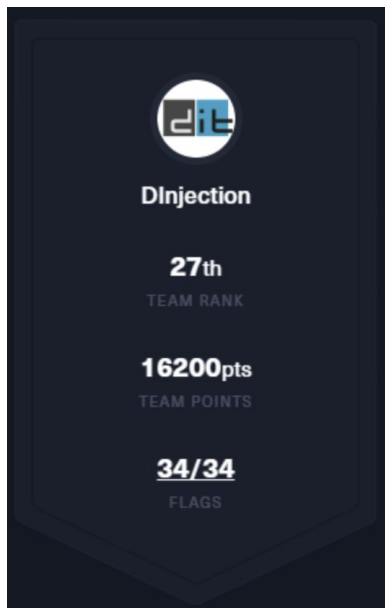 dit
DInjection
27th
TEAM RANK
16200pts
TEAM POINTS
34/34
FLAGS